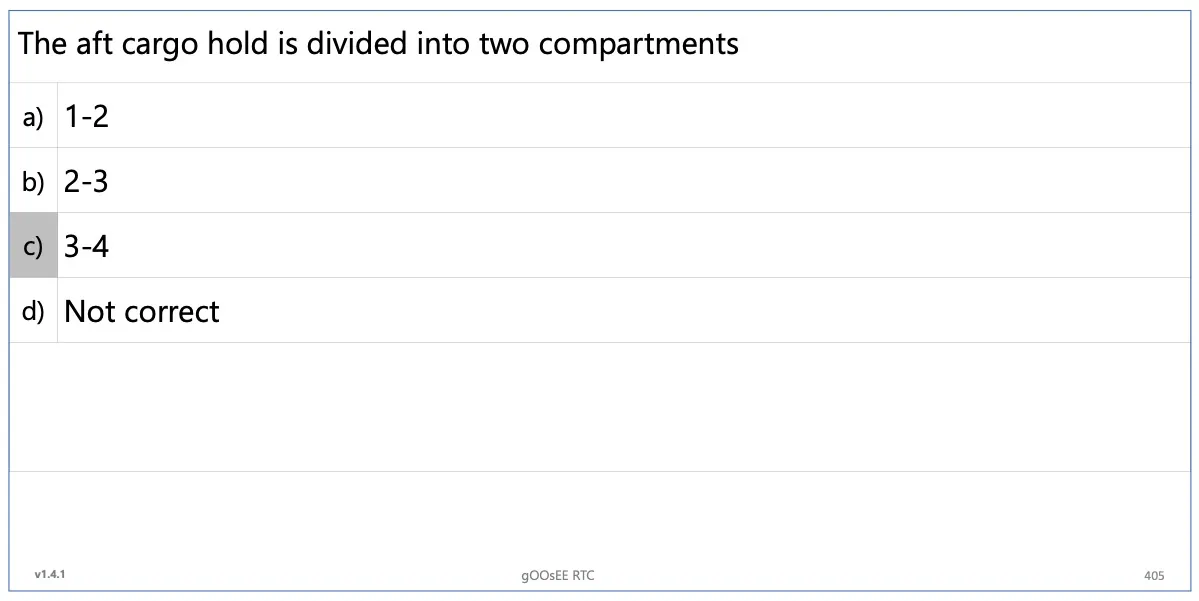 The aft cargo hold is divided into two compartments
a) 1-2
b) 2-3
c) 3-4
d) Not correct
v1.4.1 gOOsEE RTC 405